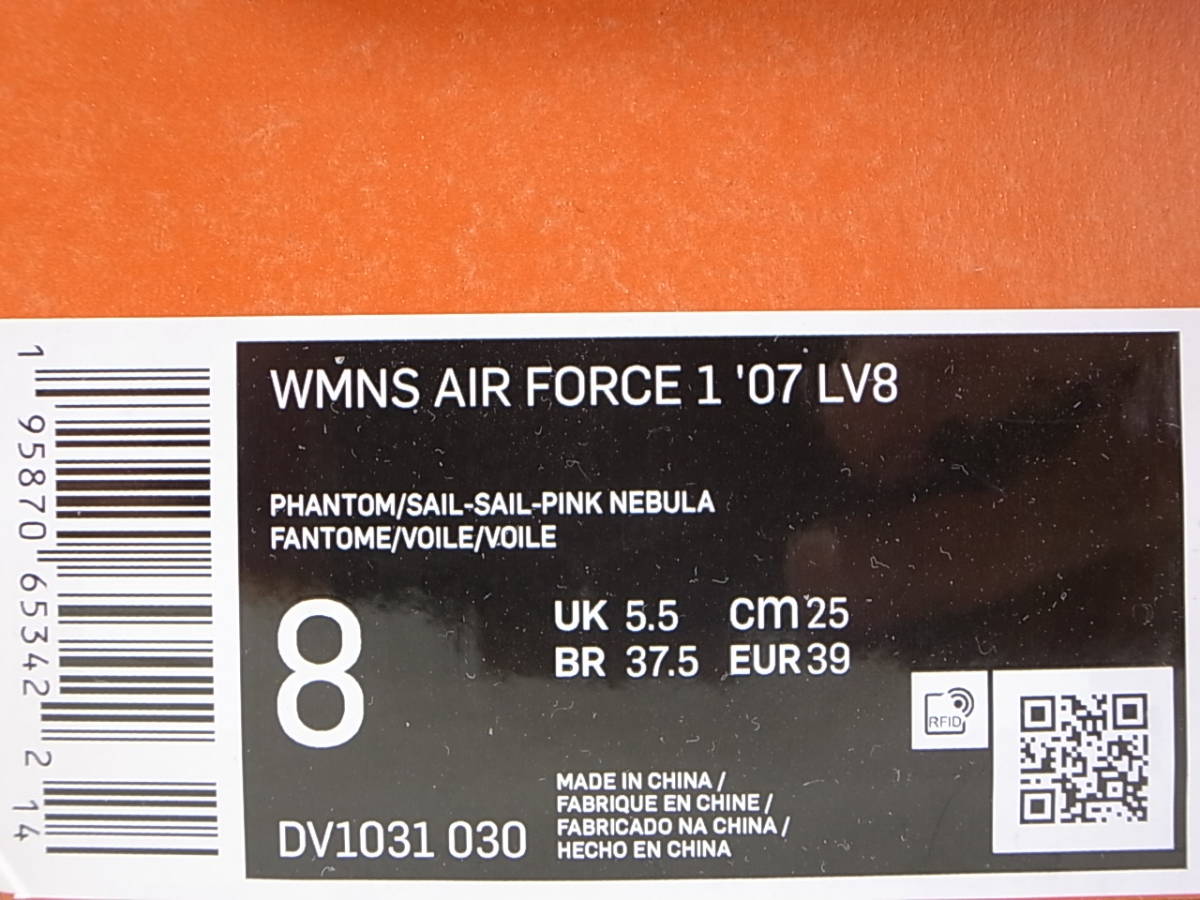 WMNS AIR FORCE 1 '07 LV8
PHANTOM/SAIL-SAIL-PINK NEBULA
FANTOME/VOILE/VOILE
8
UK 5.5 cm 25
BR 37.5 EUR 39
RFID
MADE IN CHINA /
FABRIQUE EN CHINE /
FABRICADO NA CHINA /
HECHO EN CHINA
DV1031 030
1 95870 65342 2 14